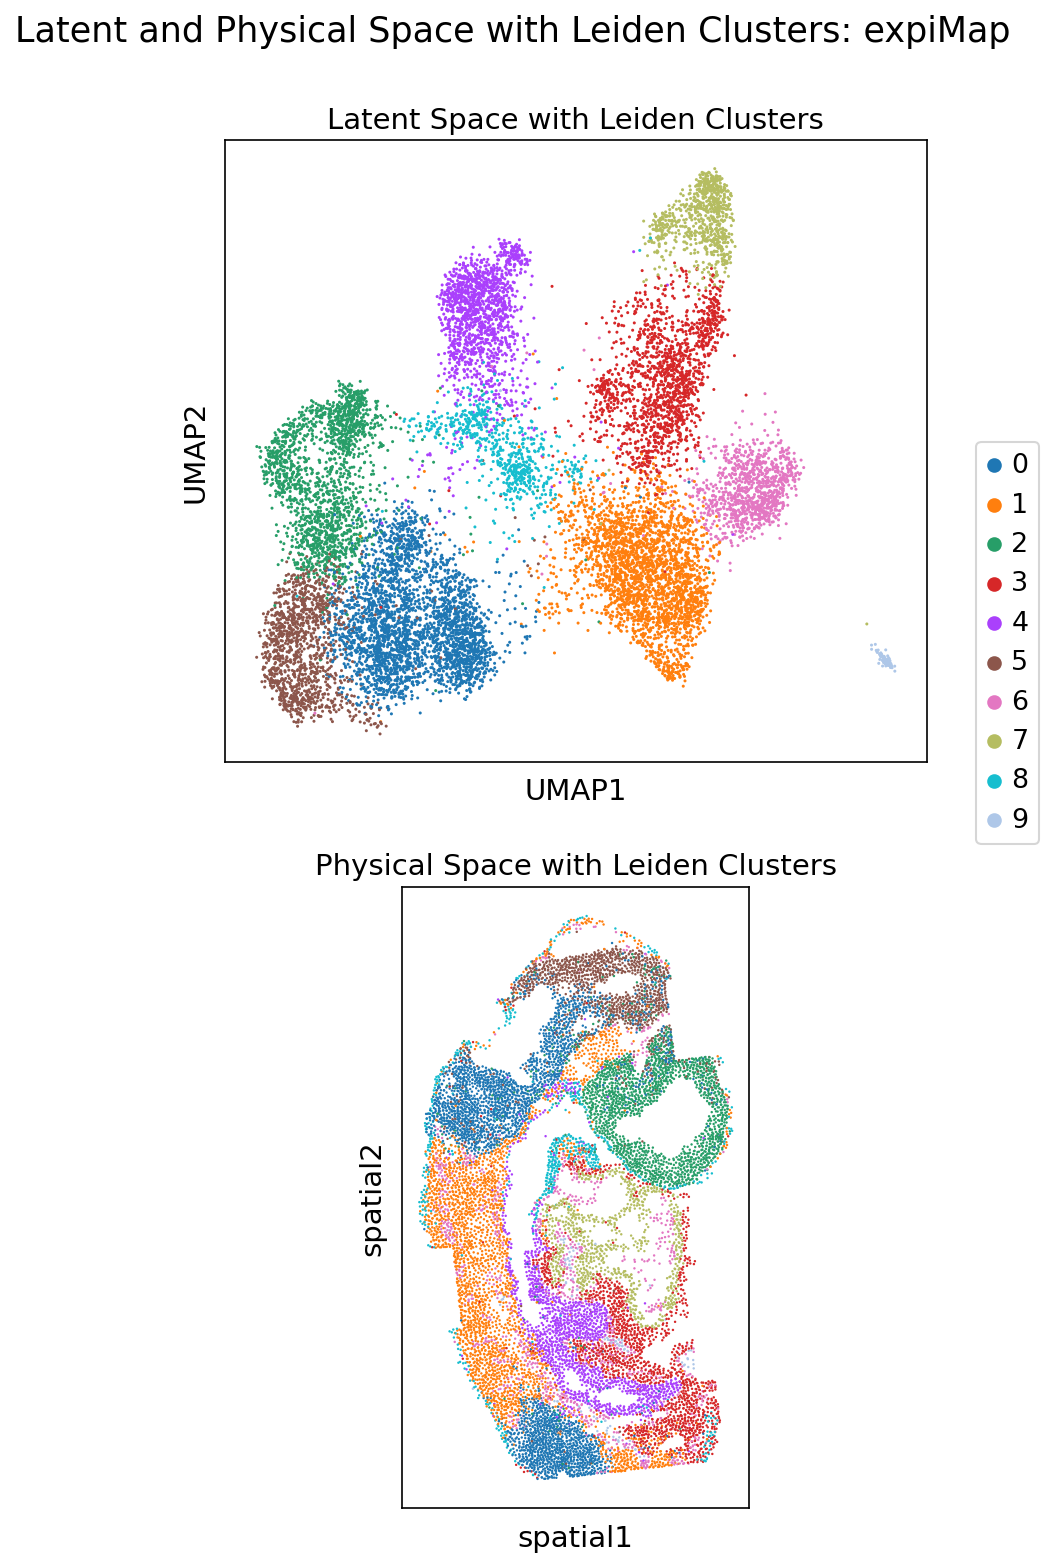 Latent and Physical Space with Leiden Clusters: expiMap
Latent Space with Leiden Clusters
UMAP2
UMAP1
0
1
2
3
4
5
6
7
8
9
Physical Space with Leiden Clusters
spatial2
spatial1